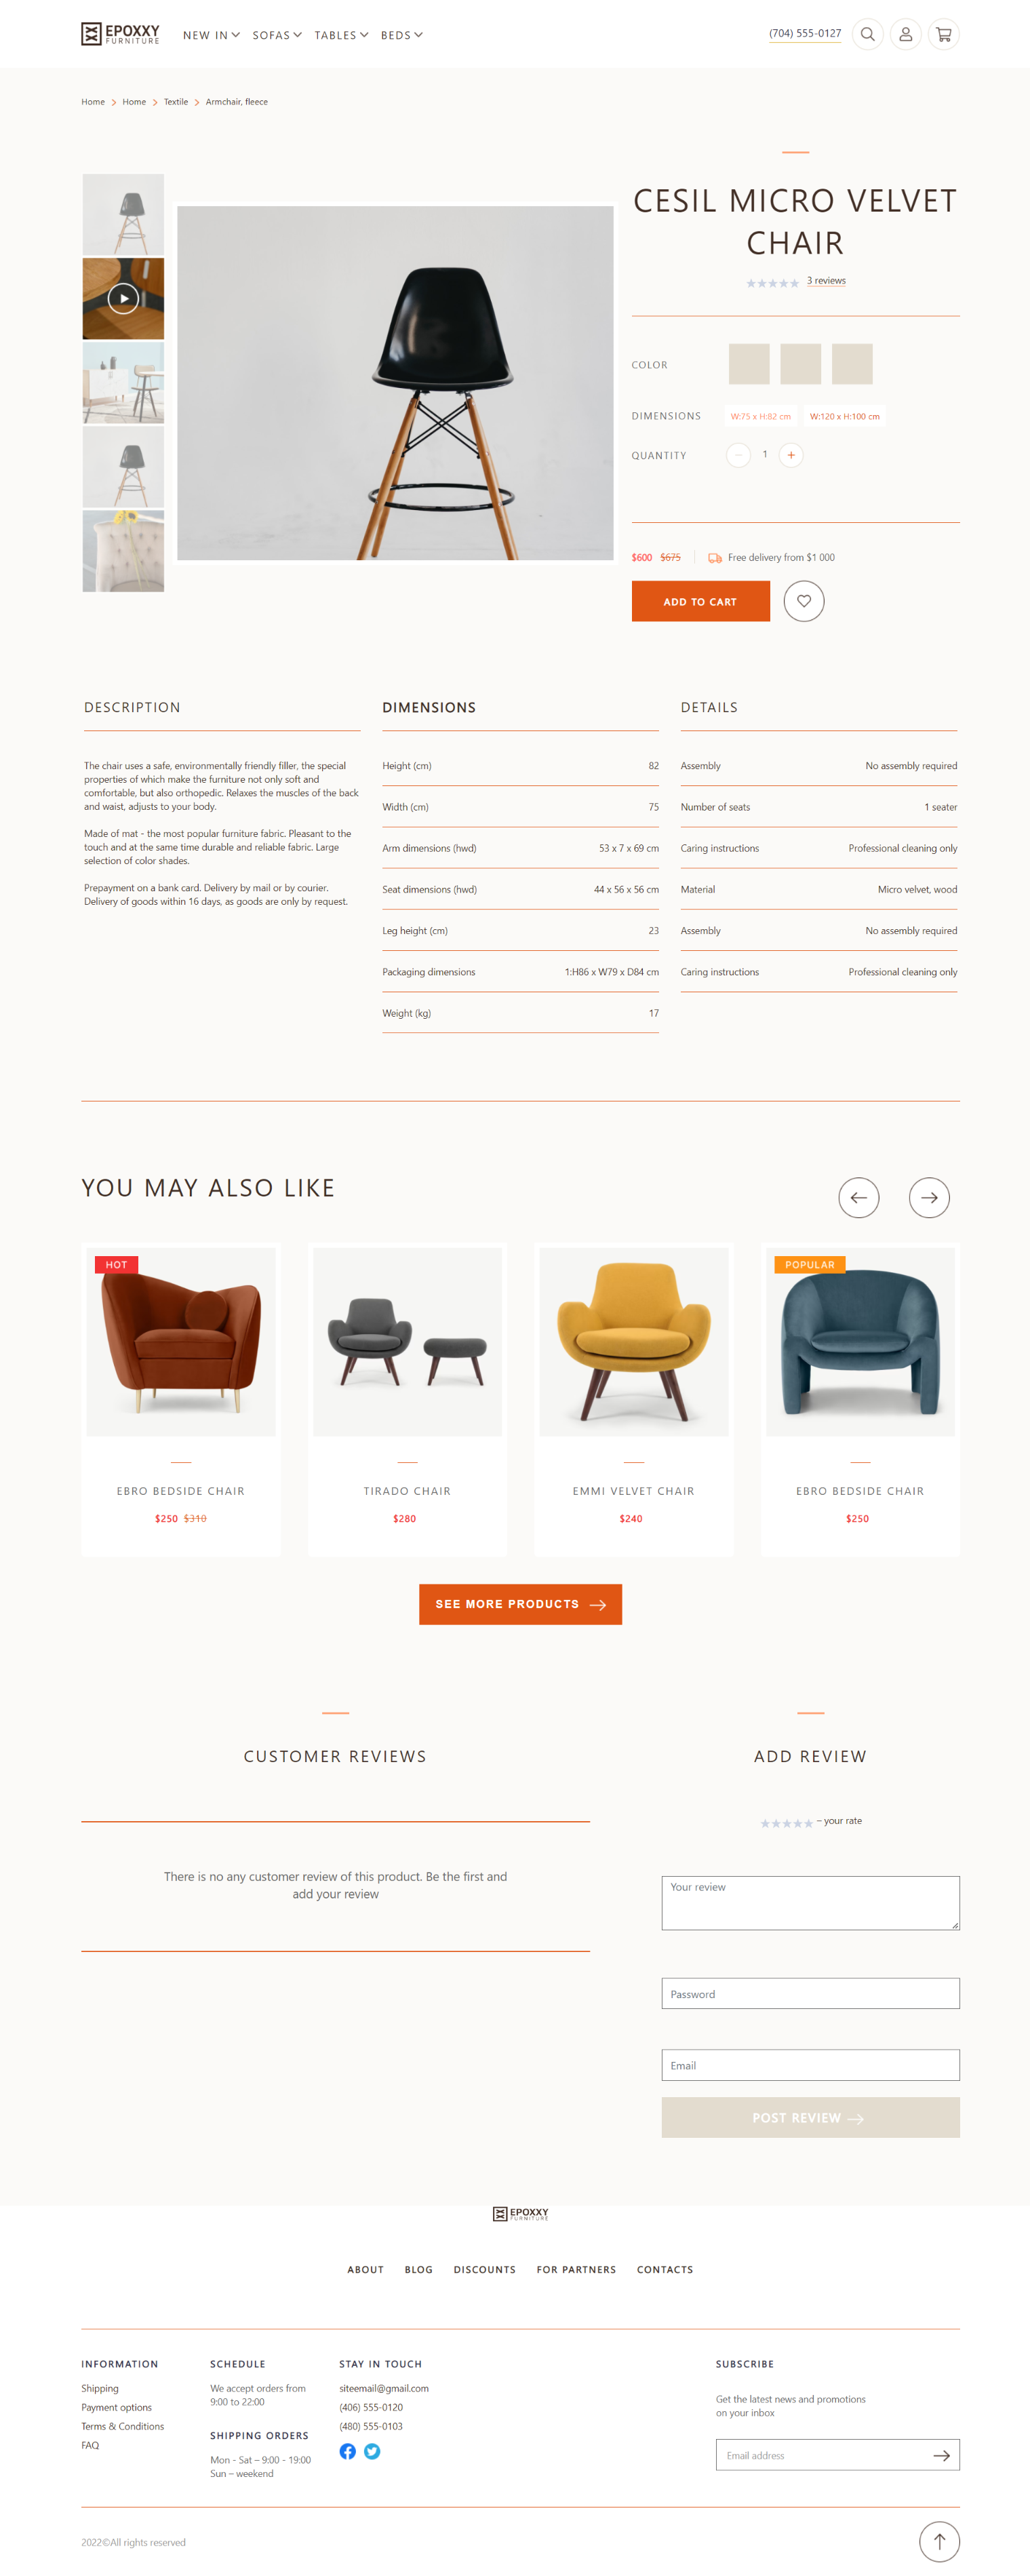 EPOXXY
FURNITURE
NEW IN SOFAS TABLES BEDS
(704) 555-0127
Home > Home > Textile > Armchair, fleece
CESIL MICRO VELVET
CHAIR
3 reviews
COLOR
DIMENSIONS W:75 x H:82 cm W:120 x H:100 cm
QUANTITY − 1 +
$600 $675 Free delivery from $1 000
ADD TO CART
DESCRIPTION
The chair uses a safe, environmentally friendly filler, the special
properties of which make the furniture not only soft and
comfortable, but also orthopedic. Relaxes the muscles of the back
and waist, adjusts to your body.
Made of mat - the most popular furniture fabric. Pleasant to the
touch and at the same time durable and reliable fabric. Large
selection of color shades.
Prepayment on a bank card. Delivery by mail or by courier.
Delivery of goods within 16 days, as goods are only by request.
DIMENSIONS
Height (cm) 82
Width (cm) 75
Arm dimensions (hwd) 53 x 7 x 69 cm
Seat dimensions (hwd) 44 x 56 x 56 cm
Leg height (cm) 23
Packaging dimensions 1:H86 x W79 x D84 cm
Weight (kg) 17
DETAILS
Assembly No assembly required
Number of seats 1 seater
Caring instructions Professional cleaning only
Material Micro velvet, wood
Assembly No assembly required
Caring instructions Professional cleaning only
YOU MAY ALSO LIKE
HOT
EBRO BEDSIDE CHAIR
$250 $310
TIRADO CHAIR
$280
EMMI VELVET CHAIR
$240
POPULAR
EBRO BEDSIDE CHAIR
$250
SEE MORE PRODUCTS
CUSTOMER REVIEWS
There is no any customer review of this product. Be the first and
add your review
ADD REVIEW
– your rate
Your review
Password
Email
POST REVIEW
EPOXXY
FURNITURE
ABOUT BLOG DISCOUNTS FOR PARTNERS CONTACTS
INFORMATION
Shipping
Payment options
Terms & Conditions
FAQ
SCHEDULE
We accept orders from
9:00 to 22:00
SHIPPING ORDERS
Mon - Sat – 9:00 - 19:00
Sun – weekend
STAY IN TOUCH
siteemail@gmail.com
(406) 555-0120
(480) 555-0103
SUBSCRIBE
Get the latest news and promotions
on your inbox
Email address
2022©All rights reserved